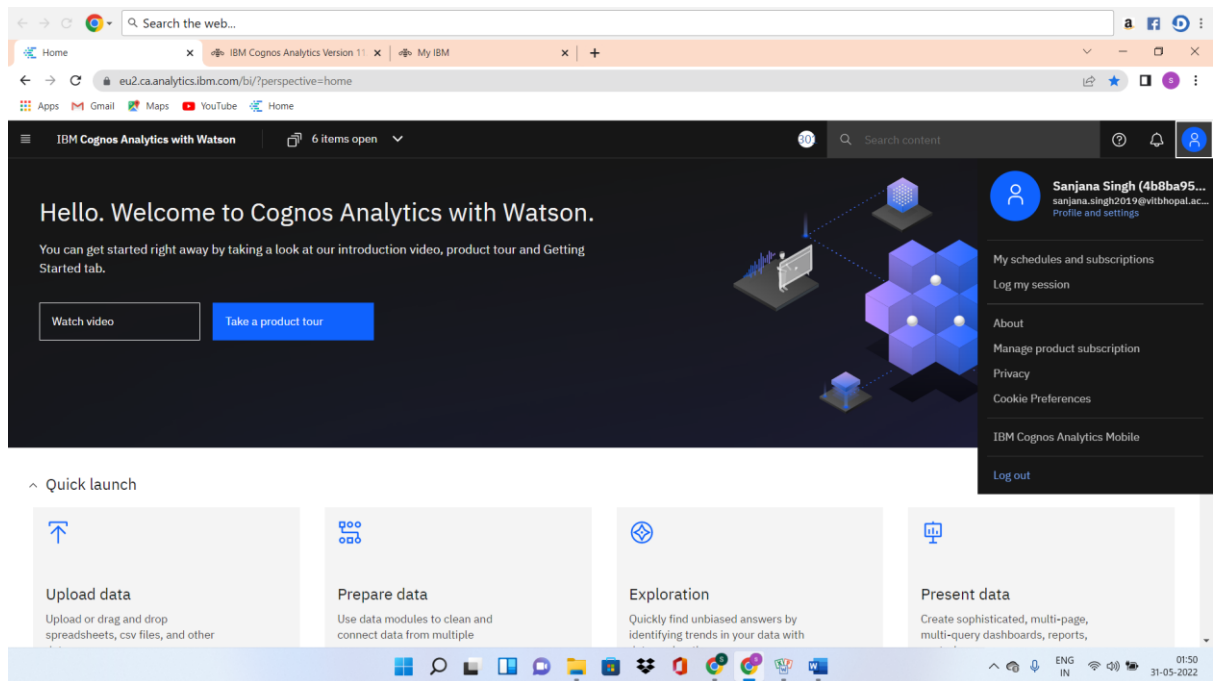 Search the web...
Home
IBM Cognos Analytics Version 11
My IBM
eu2.ca.analytics.ibm.com/bi/?perspective=home
Apps Gmail Maps YouTube Home
IBM Cognos Analytics with Watson
6 items open
30
Search content
Sanjana Singh (4b8ba95...
sanjana.singh2019@vitbhopal.ac...
Profile and settings
Hello. Welcome to Cognos Analytics with Watson.
You can get started right away by taking a look at our introduction video, product tour and Getting
Started tab.
Watch video
Take a product tour
My schedules and subscriptions
Log my session
About
Manage product subscription
Privacy
Cookie Preferences
IBM Cognos Analytics Mobile
Log out
Quick launch
Upload data
Upload or drag and drop
spreadsheets, csv files, and other
Prepare data
Use data modules to clean and
connect data from multiple
Exploration
Quickly find unbiased answers by
identifying trends in your data with
Present data
Create sophisticated, multi-page,
multi-query dashboards, reports,
ENG
IN
01:50
31-05-2022